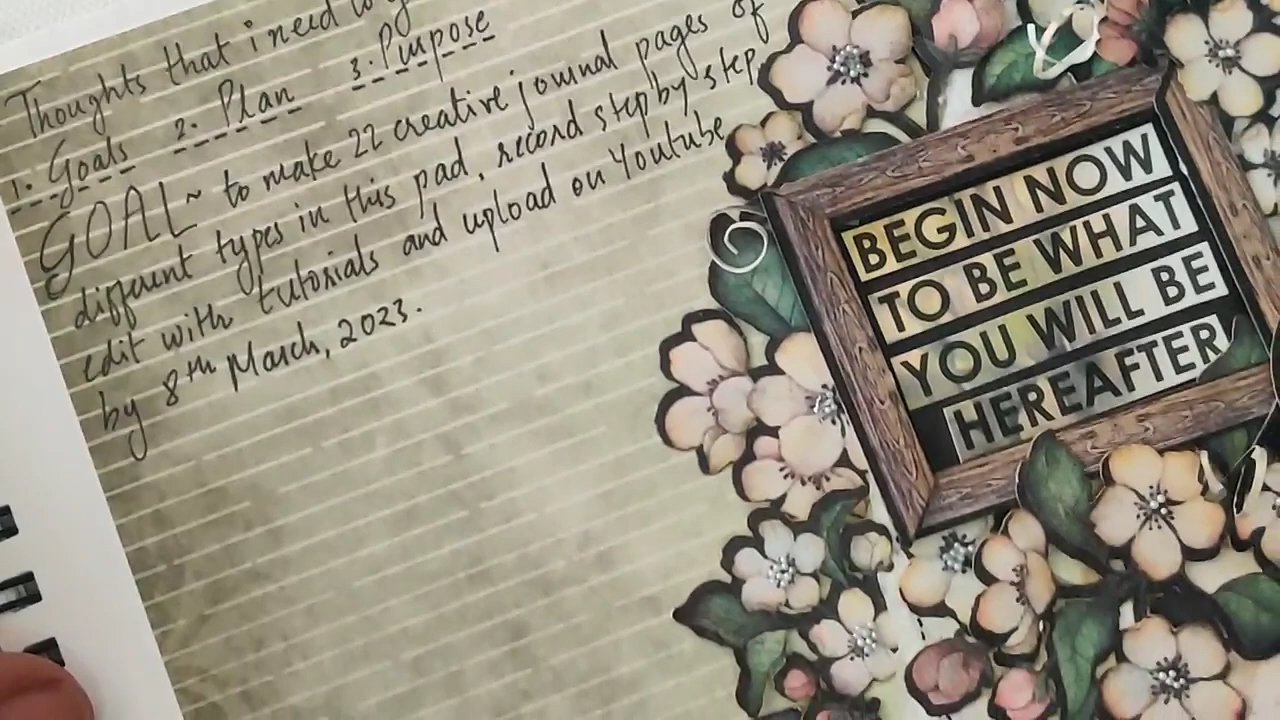 Thoughts that i need to
1. Goals 2. Plan 3. Purpose
GOAL ~ to make 22 creative journal pages of
different types in this pad, record step by step,
edit with tutorials and upload on Youtube
by 8th March, 2023.
BEGIN NOW
TO BE WHAT
YOU WILL BE
HEREAFTER